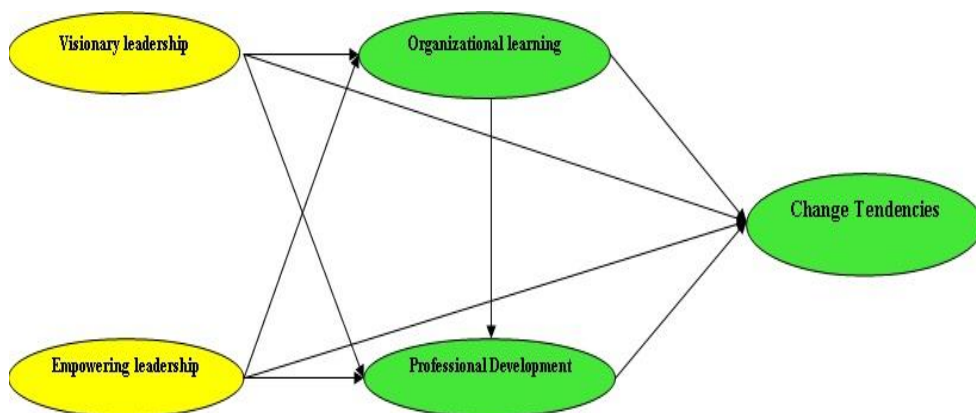 Visionary leadership
Organizational learning
Change Tendencies
Empowering leadership
Professional Development